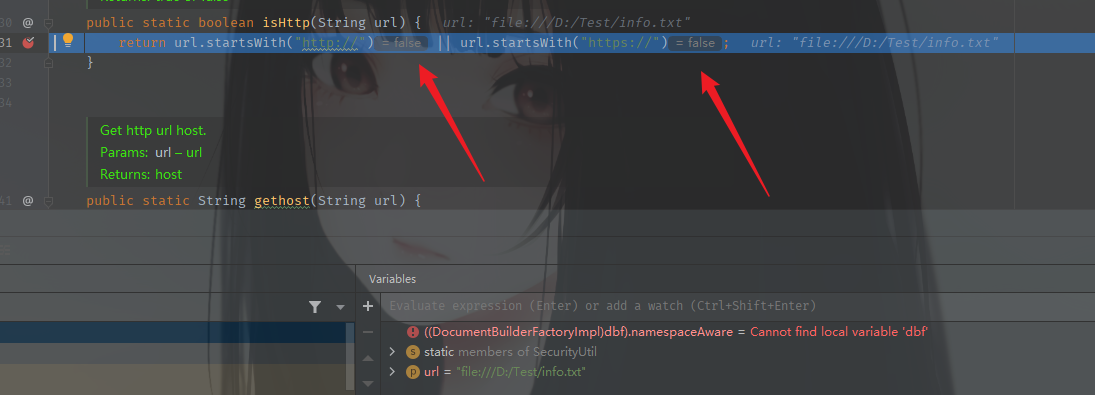 30 @ public static boolean isHttp(String url) { url: "file:///D:/Test/info.txt"
31 return url.startsWith("http://") = false || url.startsWith("https://") = false ; url: "file:///D:/Test/info.txt"
32 }
33
34
Get http url host.
Params: url – url
Returns: host
41 @ public static String gethost(String url) {
Variables
Evaluate expression (Enter) or add a watch (Ctrl+Shift+Enter)
((DocumentBuilderFactoryImpl)dbf).namespaceAware = Cannot find local variable 'dbf'
s static members of SecurityUtil
p url = "file:///D:/Test/info.txt"